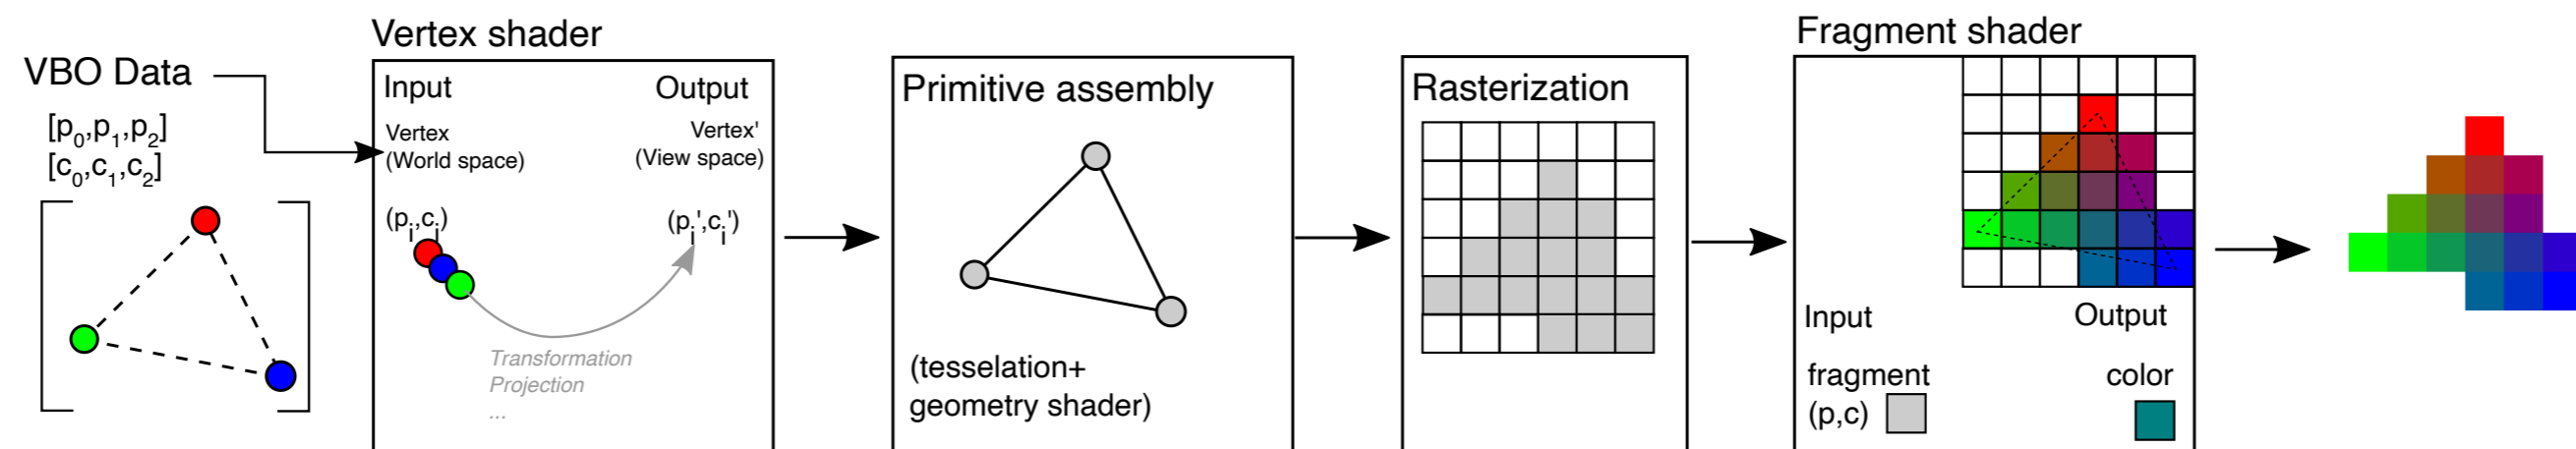 VBO Data
[p0,p1,p2]
[c0,c1,c2]
Vertex shader
Input
Output
Vertex
(World space)
Vertex'
(View space)
(pi,ci)
(pi',ci')
Transformation
Projection
...
Primitive assembly
(tesselation+
geometry shader)
Rasterization
Fragment shader
Input
Output
fragment
(p,c)
color